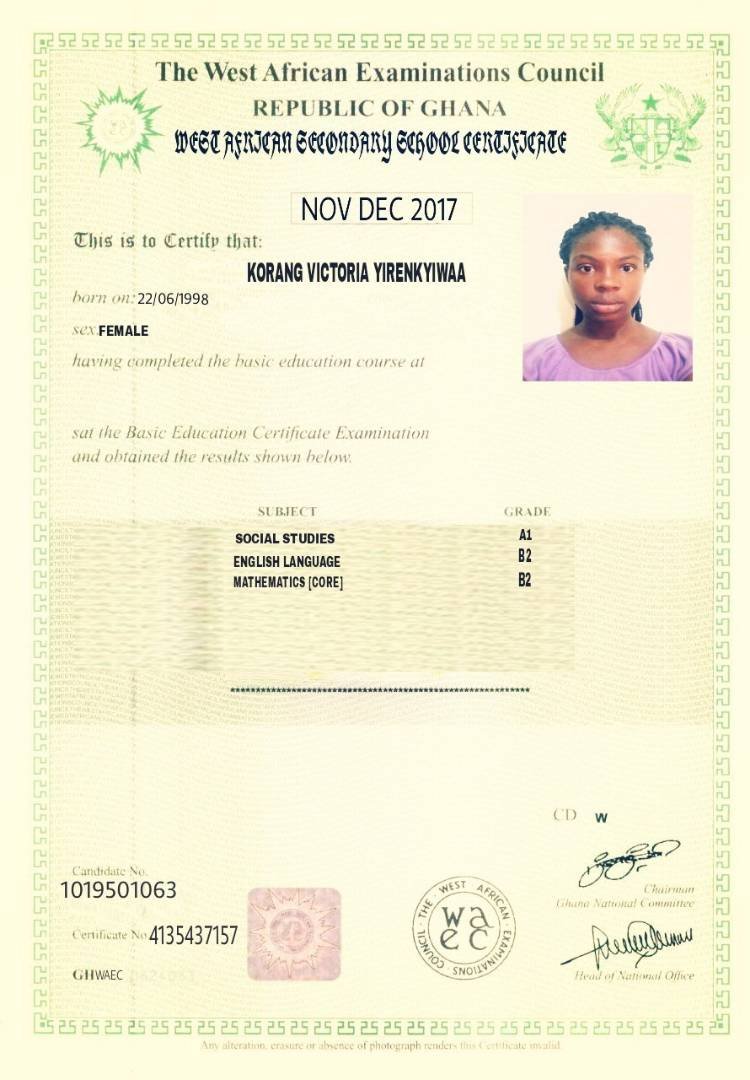 The West African Examinations Council
REPUBLIC OF GHANA
WEST AFRICAN SECONDARY SCHOOL CERTIFICATE
NOV DEC 2017
This is to Certify that:
KORANG VICTORIA YIRENKYIWAA
born on: 22/06/1998
sex. FEMALE
having completed the basic education course at
sat the Basic Education Certificate Examination
and obtained the results shown below.
SUBJECT GRADE
SOCIAL STUDIES A1
ENGLISH LANGUAGE B2
MATHEMATICS [CORE] B2
CD W
Candidate No.
1019501063
Chairman
Ghana National Committee
Certificate No 4135437157
GHWAEC
THE WEST AFRICAN EXAMINATIONS COUNCIL
waec
Head of National Office
Any alteration, erasure or absence of photograph renders this Certificate invalid.